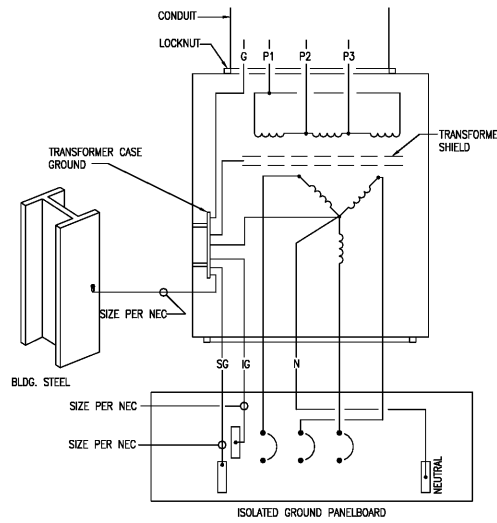 CONDUIT
LOCKNUT
G P1 P2 P3
TRANSFORME
SHIELD
TRANSFORMER CASE
GROUND
SIZE PER NEC
BLDG. STEEL
SG IG N
SIZE PER NEC
SIZE PER NEC
NEUTRAL
ISOLATED GROUND PANELBOARD